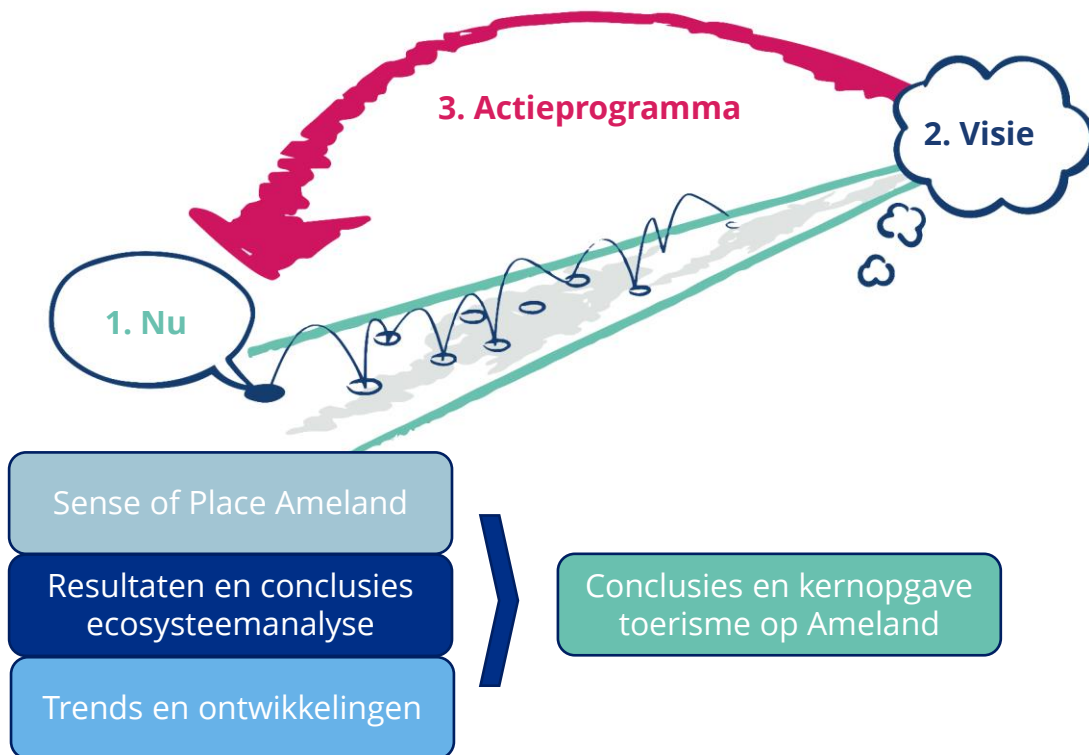 3. Actieprogramma
2. Visie
1. Nu
Sense of Place Ameland
Resultaten en conclusies
ecosysteemanalyse
Trends en ontwikkelingen
Conclusies en kernopgave
toerisme op Ameland